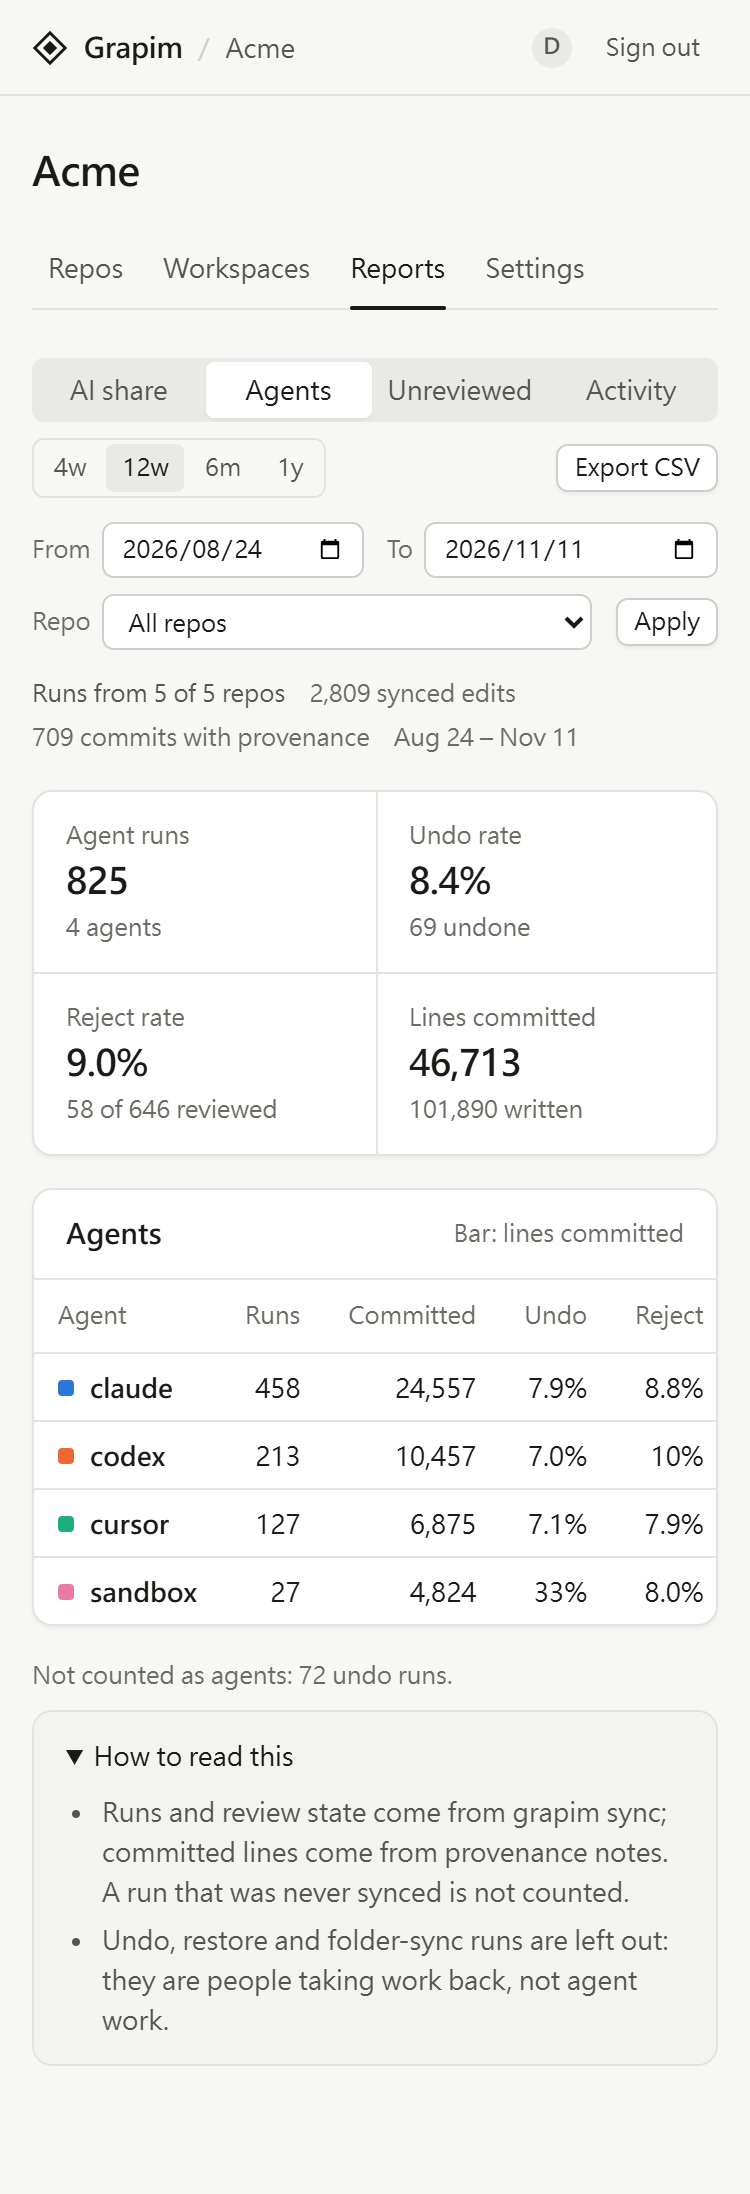 Grapim / Acme D Sign out
Acme
Repos Workspaces Reports Settings
AI share Agents Unreviewed Activity
4w 12w 6m 1y Export CSV
From 2026/08/24 To 2026/11/11
Repo All repos Apply
Runs from 5 of 5 repos 2,809 synced edits
709 commits with provenance Aug 24 – Nov 11
Agent runs
825
4 agents
Undo rate
8.4%
69 undone
Reject rate
9.0%
58 of 646 reviewed
Lines committed
46,713
101,890 written
Agents Bar: lines committed
Agent Runs Committed Undo Reject
claude 458 24,557 7.9% 8.8%
codex 213 10,457 7.0% 10%
cursor 127 6,875 7.1% 7.9%
sandbox 27 4,824 33% 8.0%
Not counted as agents: 72 undo runs.
▼ How to read this
• Runs and review state come from grapim sync;
committed lines come from provenance notes.
A run that was never synced is not counted.
• Undo, restore and folder-sync runs are left out:
they are people taking work back, not agent
work.